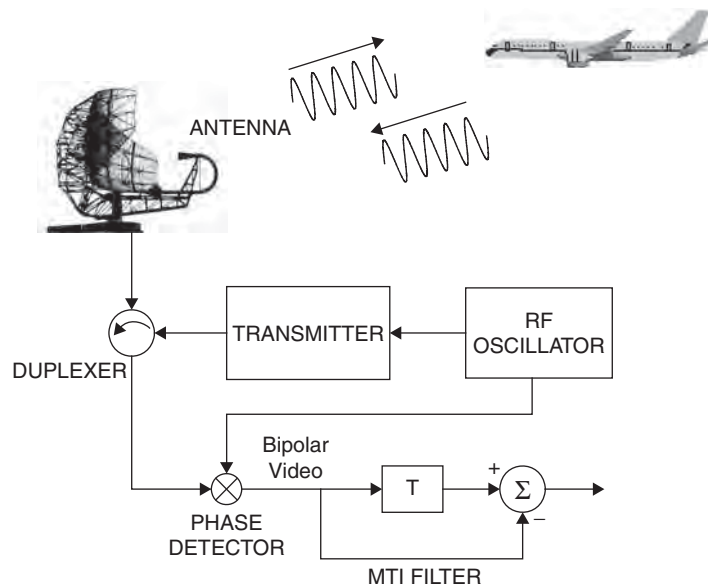 ANTENNA
TRANSMITTER
RF
OSCILLATOR
DUPLEXER
Bipolar
Video
T
+
Σ
−
PHASE
DETECTOR
MTI FILTER